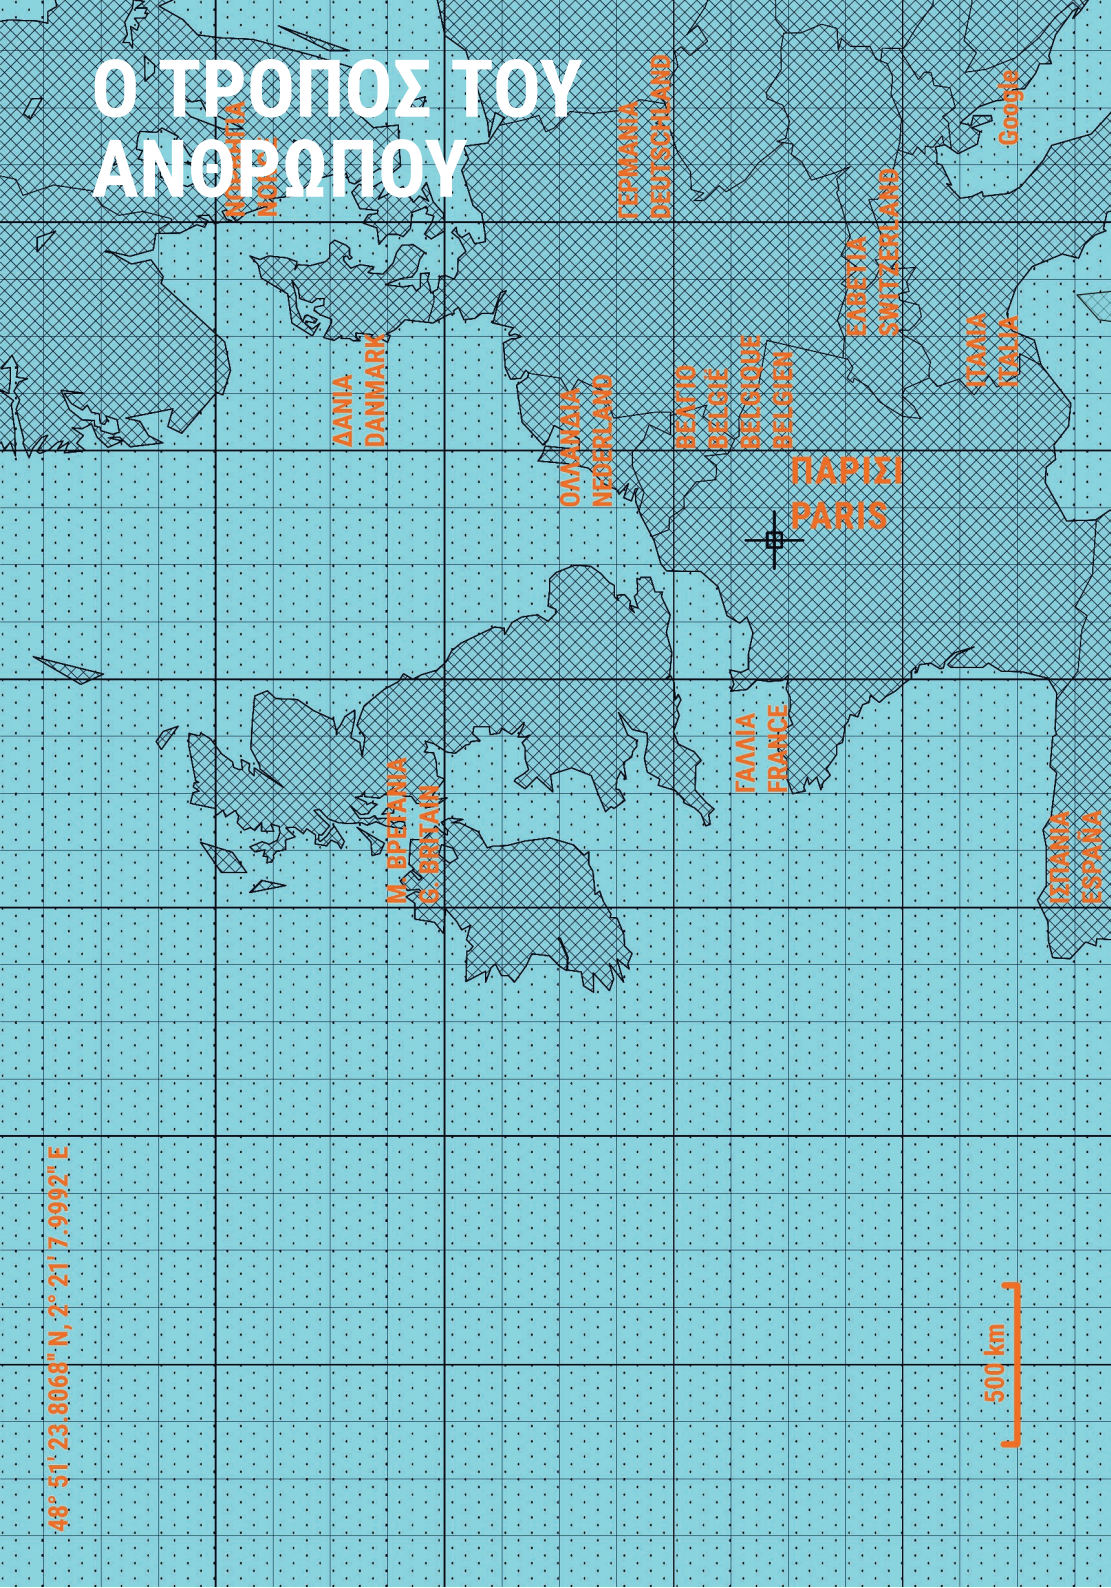 Ο ΤΡΟΠΟΣ ΤΟΥ
ΑΝΘΡΩΠΟΥ
ΓΕΡΜΑΝΙΑ
DEUTSCHLAND
Google
ΕΛΒΕΤΙΑ
SWITZERLAND
ΙΤΑΛΙΑ
ITALIA
ΔΑΝΙΑ
DANMARK
ΟΛΛΑΝΔΙΑ
NEDERLAND
ΒΕΛΓΙΟ
BELGIË
BELGIQUE
BELGIEN
ΠΑΡΙΣΙ
PARIS
ΓΑΛΛΙΑ
FRANCE
Μ. ΒΡΕΤΑΝΙΑ
G. BRITAIN
ΙΣΠΑΝΙΑ
ESPAÑA
48° 51' 23.8068" N, 2° 21' 7.9992" E
500 km